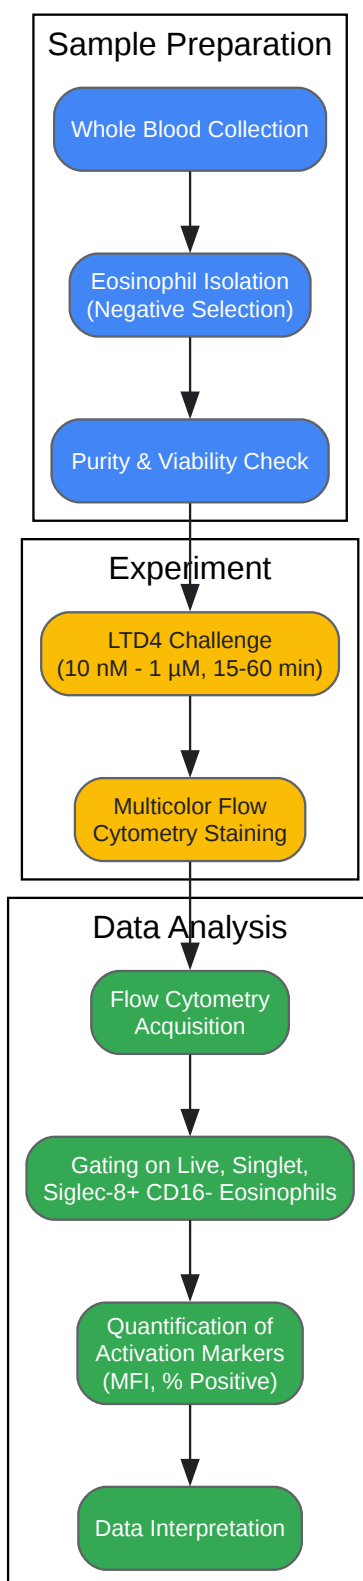 Sample Preparation
Whole Blood Collection
Eosinophil Isolation
(Negative Selection)
Purity & Viability Check
Experiment
LTD4 Challenge
(10 nM - 1 µM, 15-60 min)
Multicolor Flow
Cytometry Staining
Data Analysis
Flow Cytometry
Acquisition
Gating on Live, Singlet,
Siglec-8+ CD16- Eosinophils
Quantification of
Activation Markers
(MFI, % Positive)
Data Interpretation